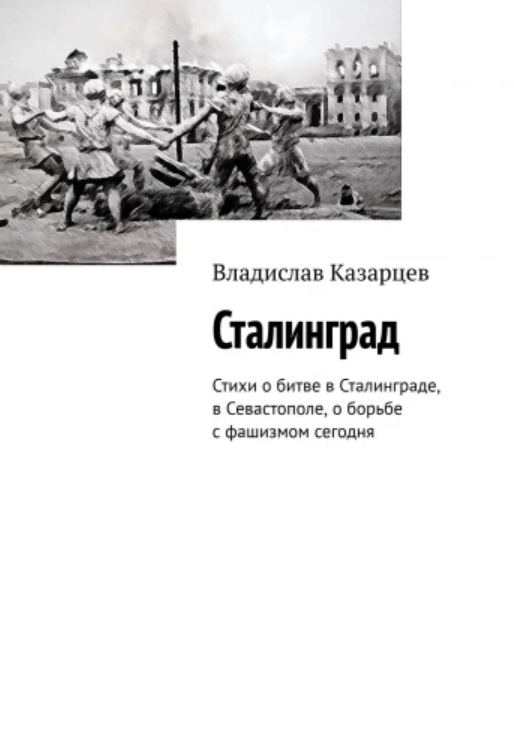 Владислав Казарцев
Сталинград
Стихи о битве в Сталинграде,
в Севастополе, о борьбе
с фашизмом сегодня